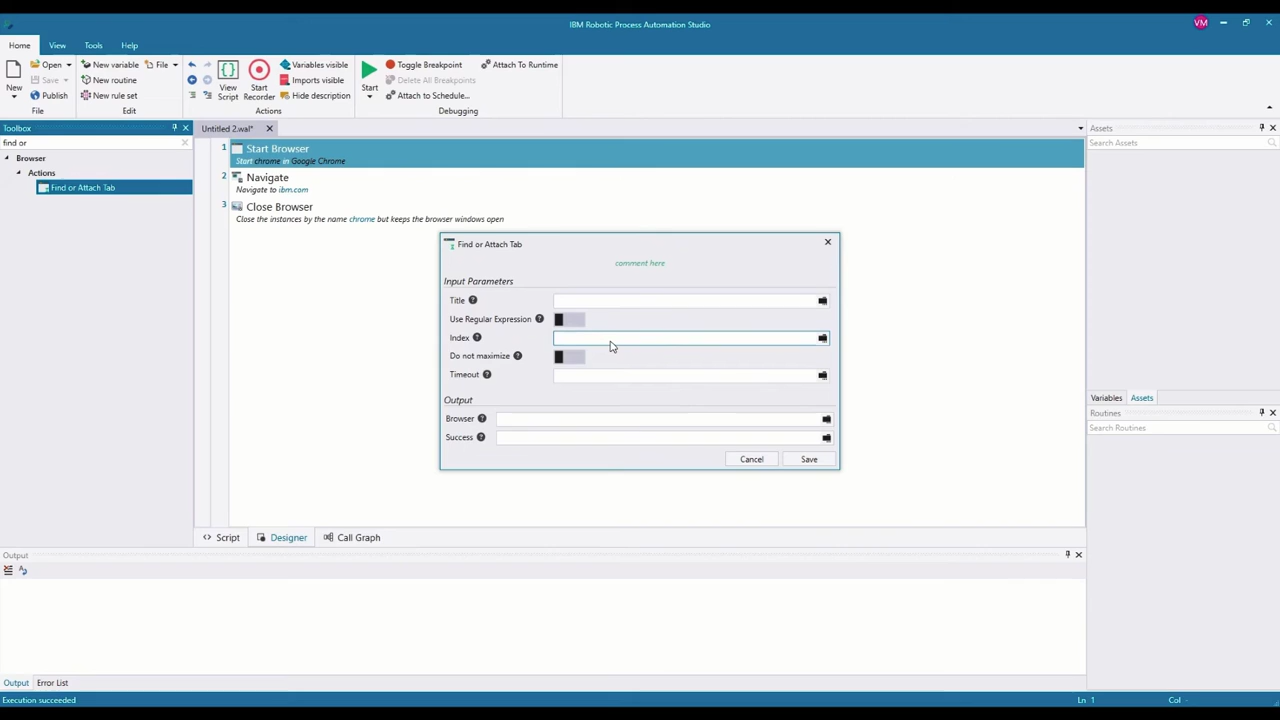 IBM Robotic Process Automation Studio
VM
Home View Tools Help
New
Open
Save
Publish
File
New variable File
New routine
New rule set
Edit
View Script
Start Recorder
Variables visible
Imports visible
Hide description
Actions
Start
Toggle Breakpoint Attach To Runtime
Delete All Breakpoints
Attach to Schedule...
Debugging
Toolbox
find or
Browser
Actions
Find or Attach Tab
Untitled 2.wal*
1 Start Browser
Start chrome in Google Chrome
2 Navigate
Navigate to ibm.com
3 Close Browser
Close the instances by the name chrome but keeps the browser windows open
Find or Attach Tab
comment here
Input Parameters
Title
Use Regular Expression
Index
Do not maximize
Timeout
Output
Browser
Success
Cancel Save
Script Designer Call Graph
Assets
Search Assets
Variables Assets
Routines
Search Routines
Output
Output Error List
Execution succeeded Ln 1 Col -